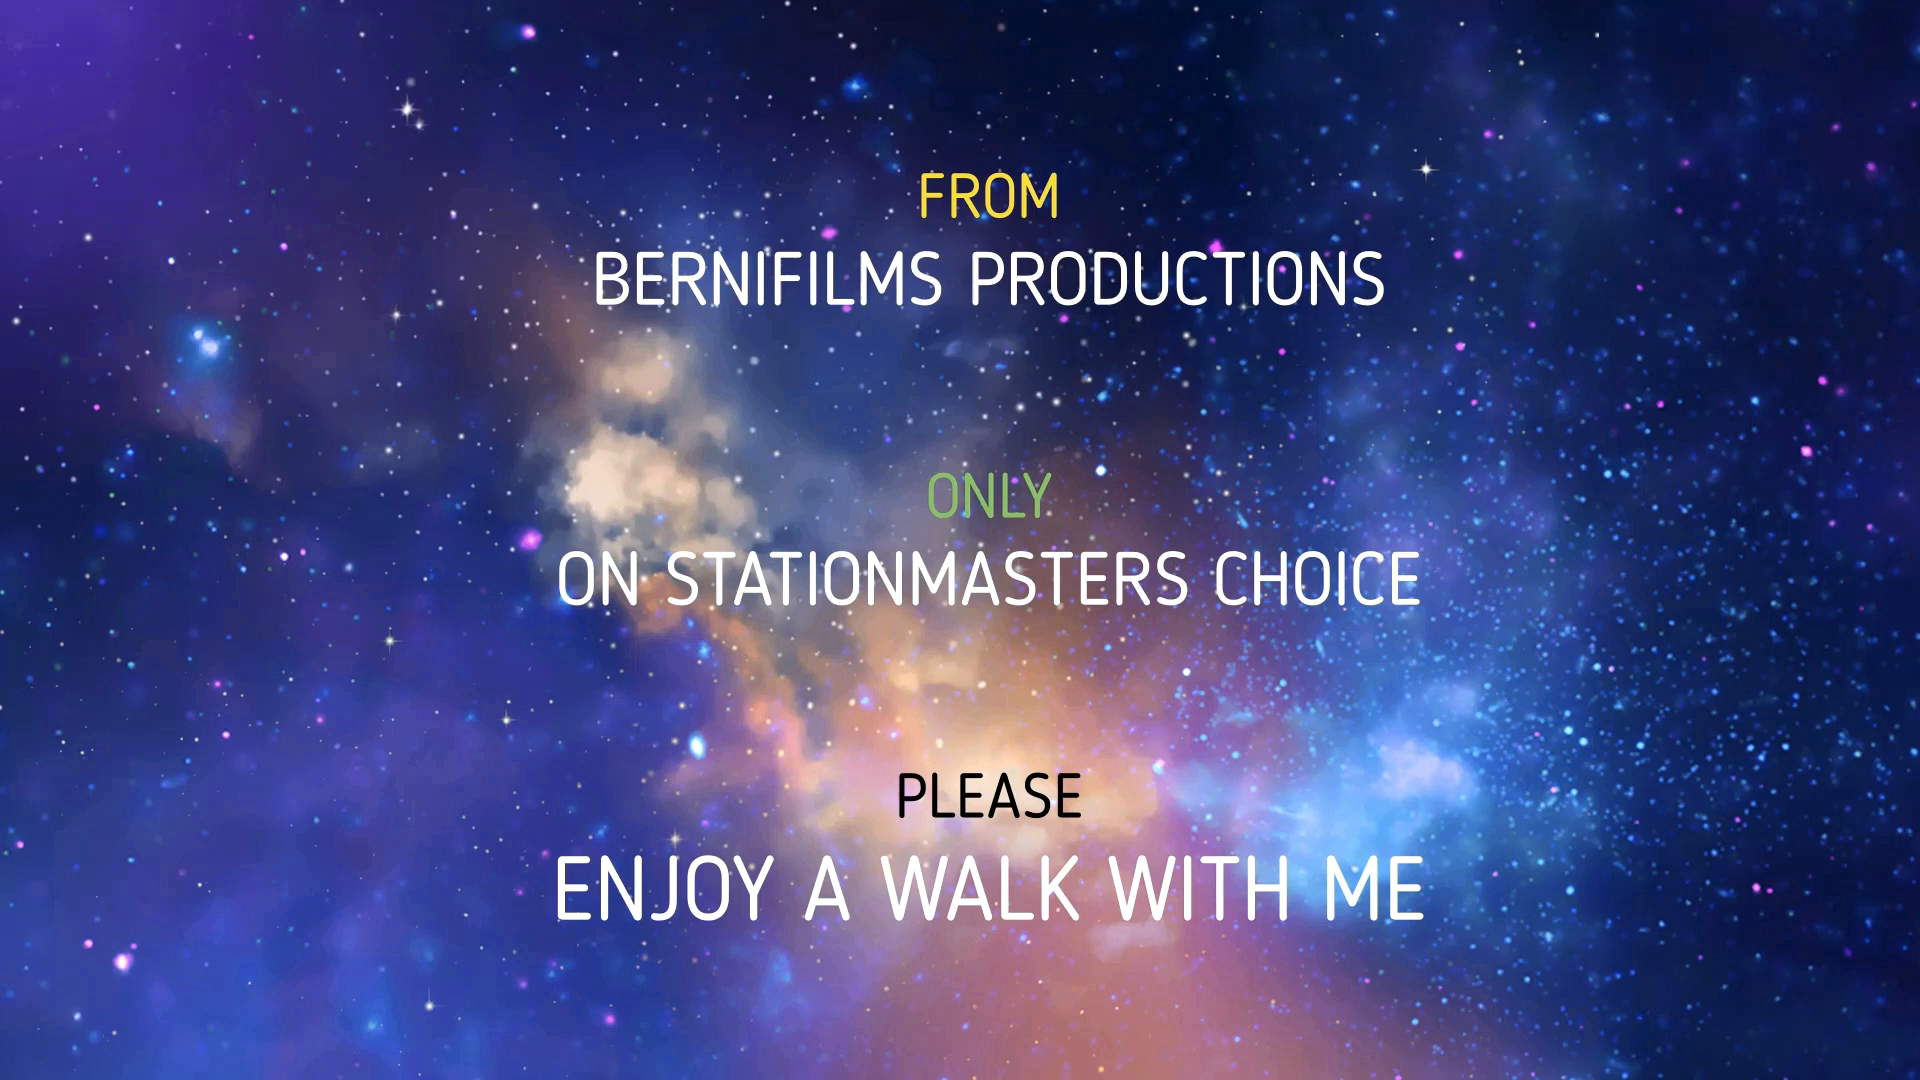 FROM
BERNIFILMS PRODUCTIONS
ONLY
ON STATIONMASTERS CHOICE
PLEASE
ENJOY A WALK WITH ME